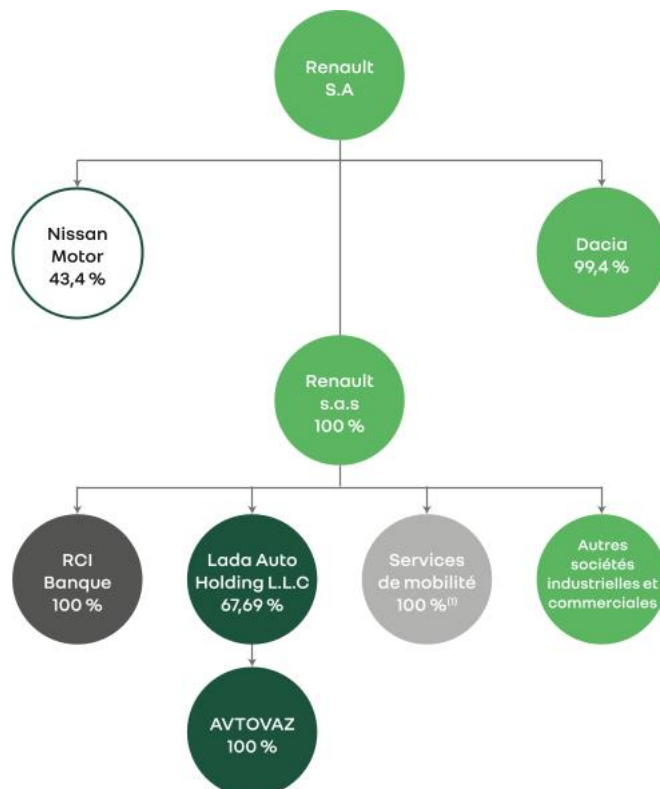 Renault
S.A
Nissan
Motor
43,4 %
Dacia
99,4 %
Renault
s.a.s
100 %
RCI
Banque
100 %
Lada Auto
Holding L.L.C
67,69 %
Services
de mobilité
100 %(1)
Autres
sociétés
industrielles et
commerciales
AVTOVAZ
100 %